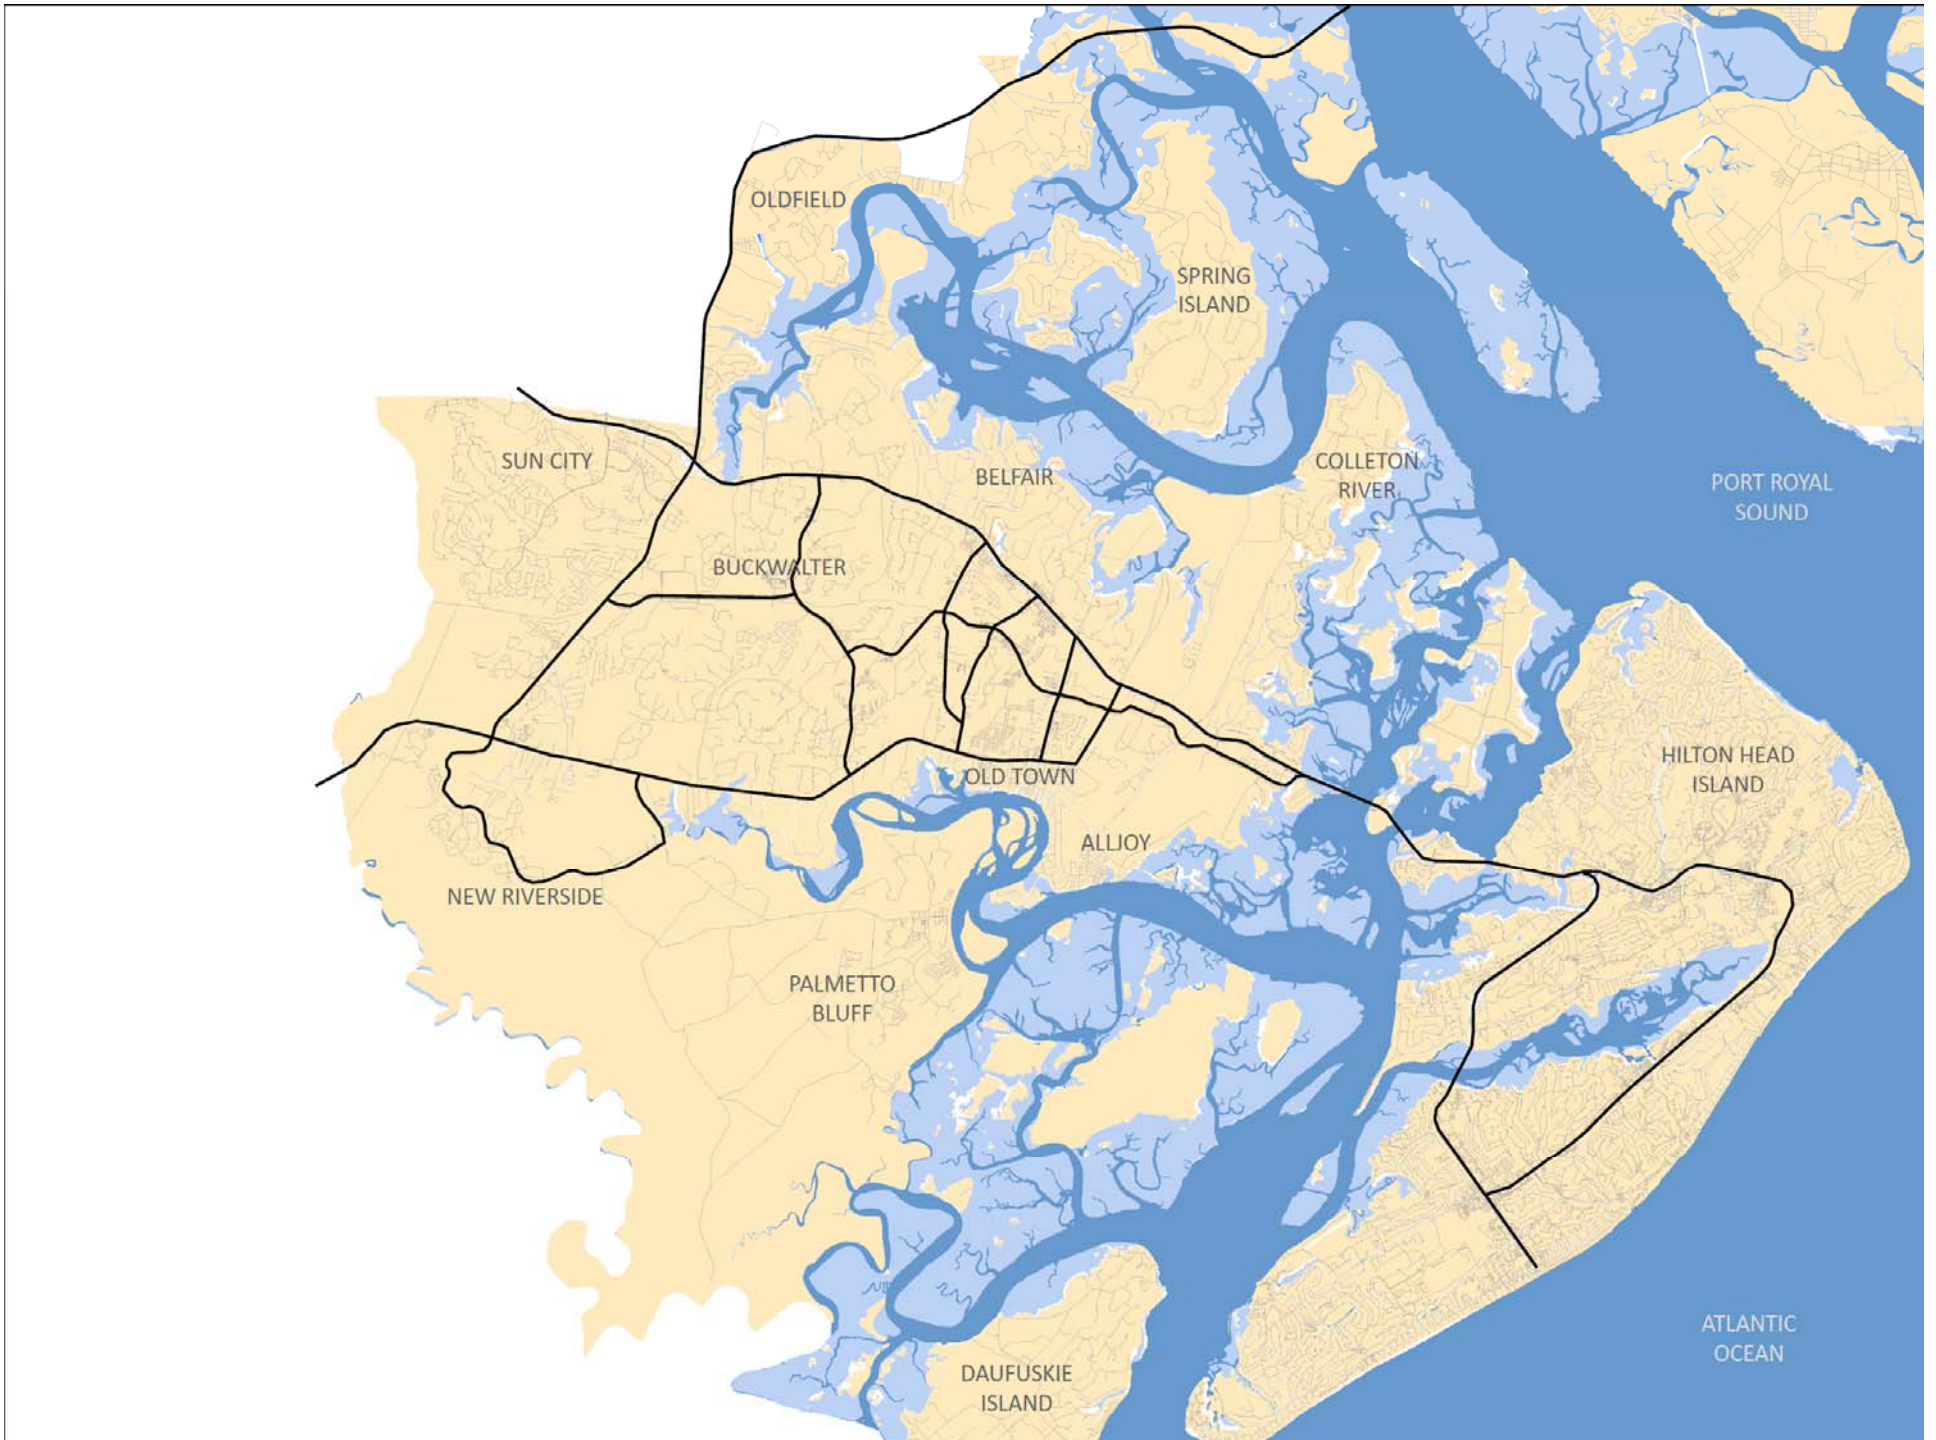 OLDFIELD
SPRING
ISLAND
SUN CITY
BELFAIR
COLLETON
RIVER
PORT ROYAL
SOUND
BUCKWALTER
HILTON HEAD
ISLAND
OLD TOWN
ALLJOY
NEW RIVERSIDE
PALMETTO
BLUFF
ATLANTIC
OCEAN
DAUFUSKIE
ISLAND